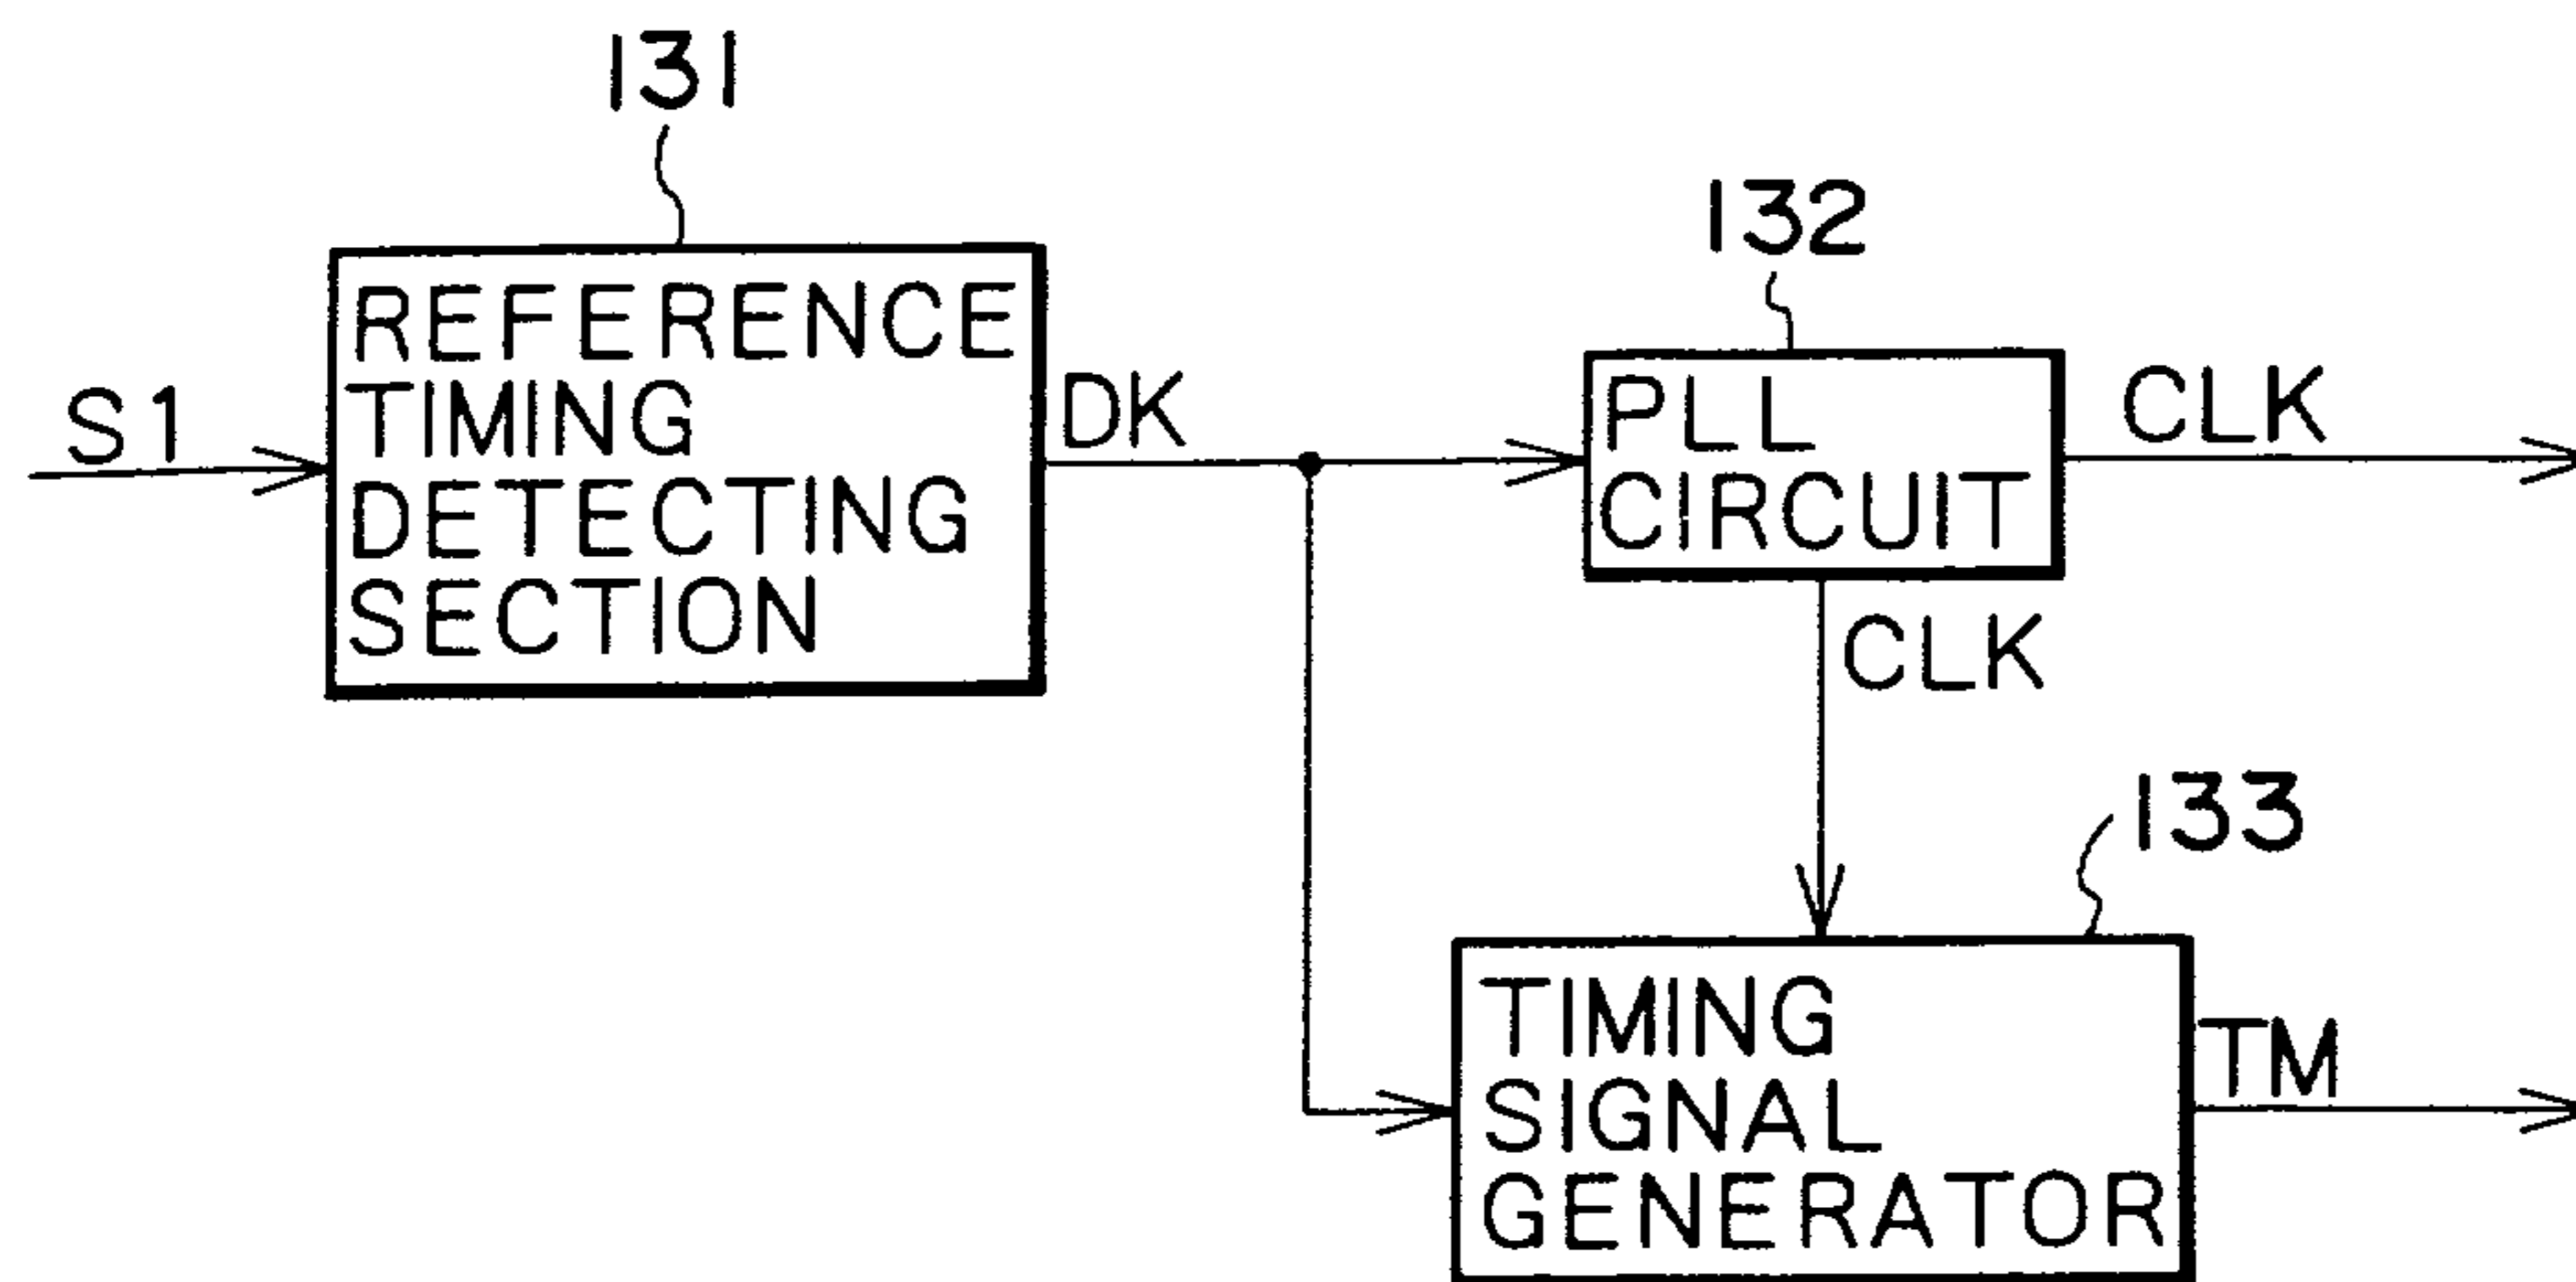 131
132
REFERENCE
TIMING
DETECTING
SECTION
S1
DK
PLL
CIRCUIT
CLK
CLK
133
TIMING
SIGNAL
GENERATOR
TM